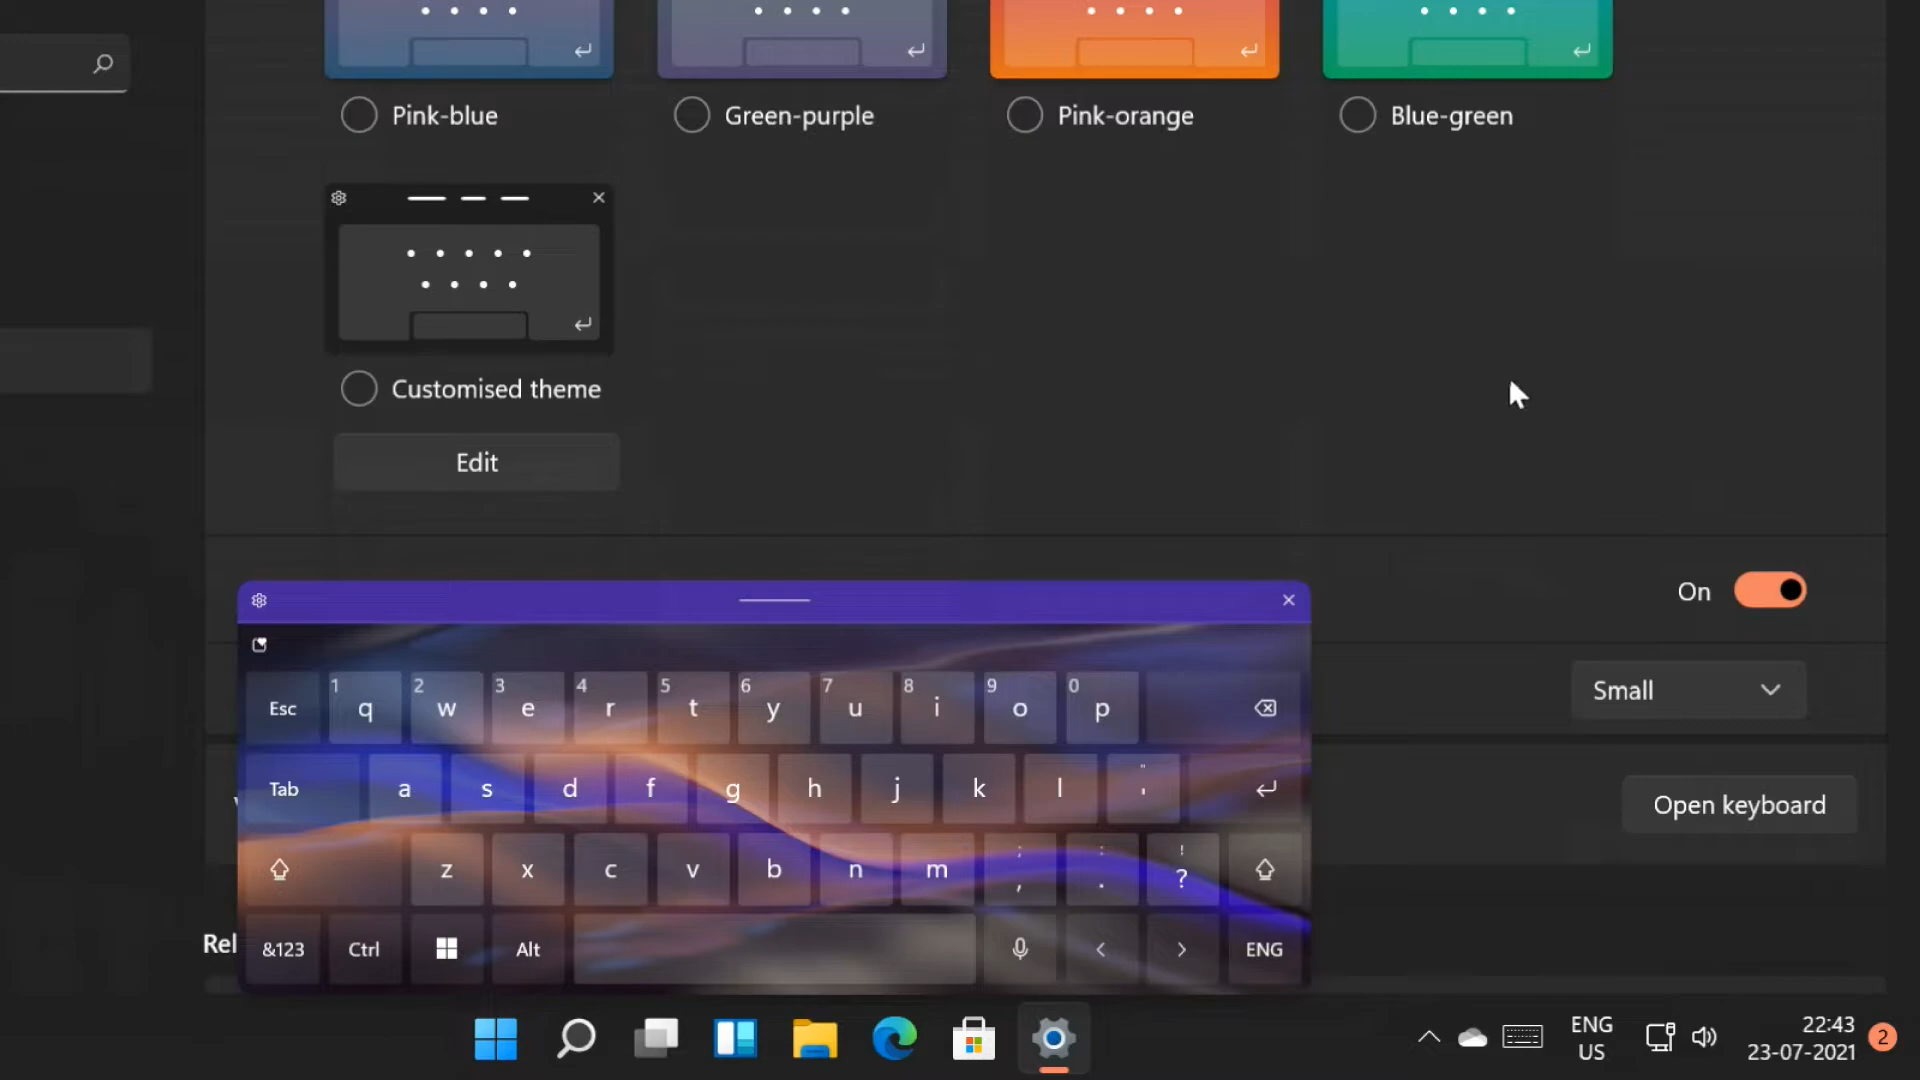 Pink-blue
Green-purple
Pink-orange
Blue-green
Customised theme
Edit
On
Small
Open keyboard
Rel
Esc
1 q
2 w
3 e
4 r
5 t
6 y
7 u
8 i
9 o
0 p
Tab
a s d f g h j k l " '
z x c v b n m ; , : . ! ?
&123
Ctrl
Alt
< >
ENG
ENG
US
22:43
23-07-2021
2